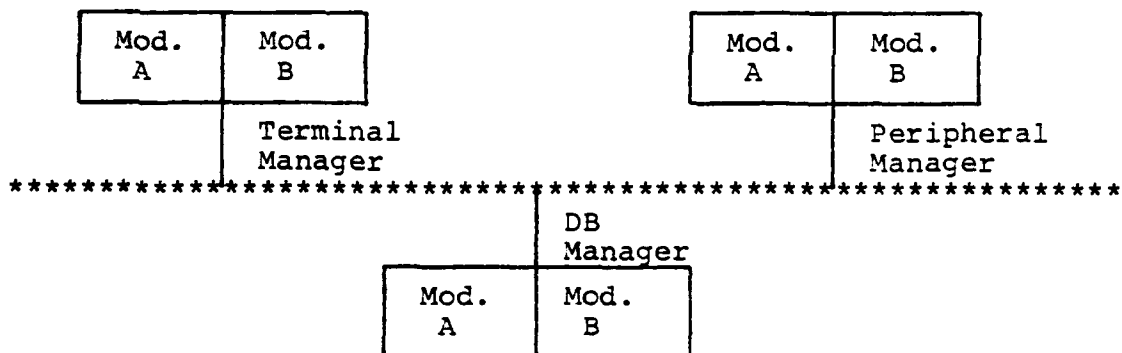 Mod. Mod. Mod. Mod.
A B A B
Terminal Peripheral
Manager Manager
*************************************************************************************
DB
Manager
Mod. Mod.
A B